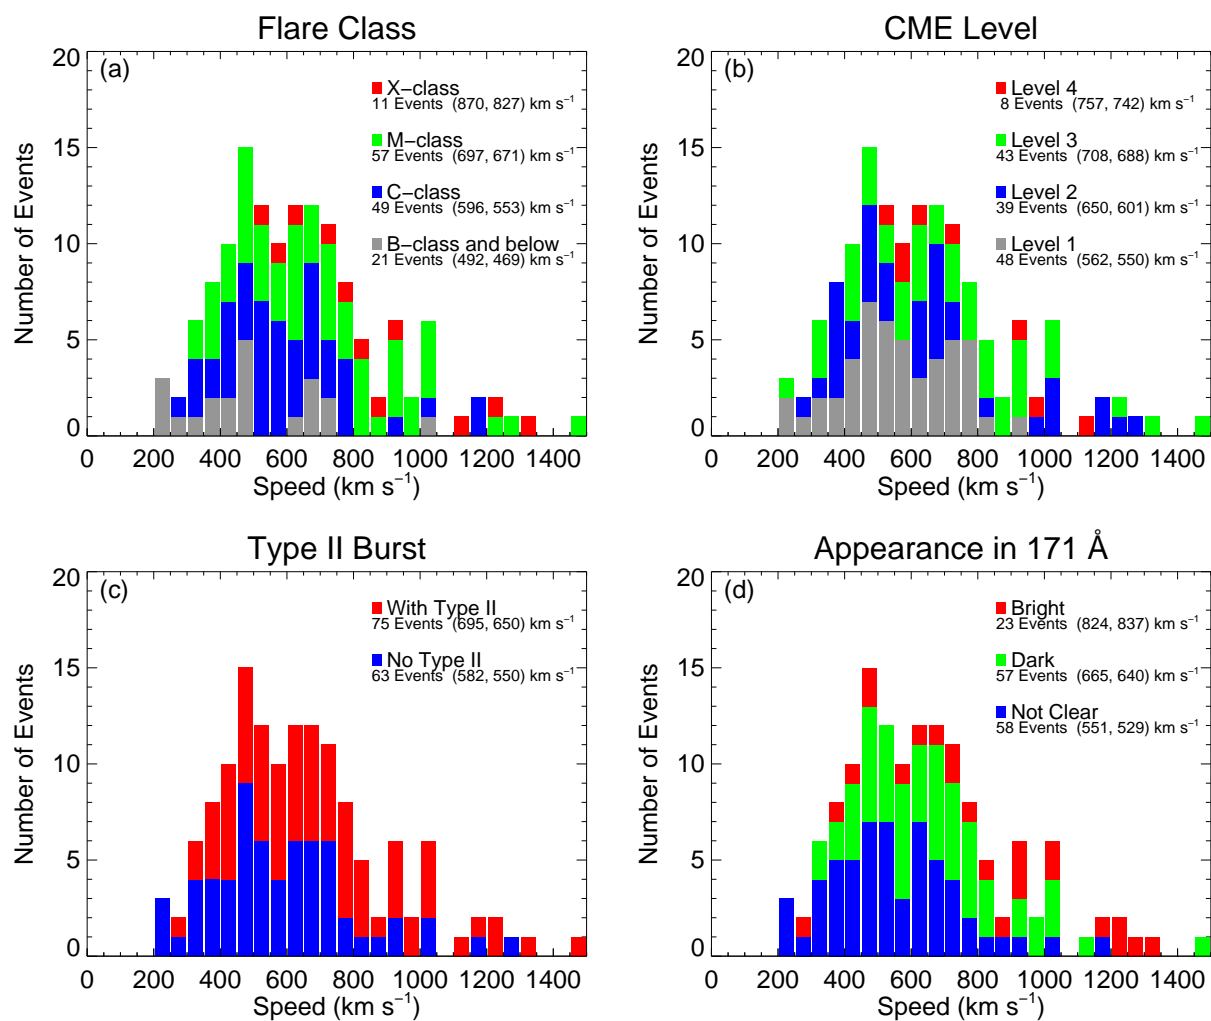 Flare Class
(a)
X−class
11 Events (870, 827) km s−1
M−class
57 Events (697, 671) km s−1
C−class
49 Events (596, 553) km s−1
B−class and below
21 Events (492, 469) km s−1
20
15
10
5
0
Number of Events
0 200 400 600 800 1000 1200 1400
Speed (km s−1)
CME Level
(b)
Level 4
8 Events (757, 742) km s−1
Level 3
43 Events (708, 688) km s−1
Level 2
39 Events (650, 601) km s−1
Level 1
48 Events (562, 550) km s−1
20
15
10
5
0
Number of Events
0 200 400 600 800 1000 1200 1400
Speed (km s−1)
Type II Burst
(c)
With Type II
75 Events (695, 650) km s−1
No Type II
63 Events (582, 550) km s−1
20
15
10
5
0
Number of Events
0 200 400 600 800 1000 1200 1400
Speed (km s−1)
Appearance in 171 Å
(d)
Bright
23 Events (824, 837) km s−1
Dark
57 Events (665, 640) km s−1
Not Clear
58 Events (551, 529) km s−1
20
15
10
5
0
Number of Events
0 200 400 600 800 1000 1200 1400
Speed (km s−1)